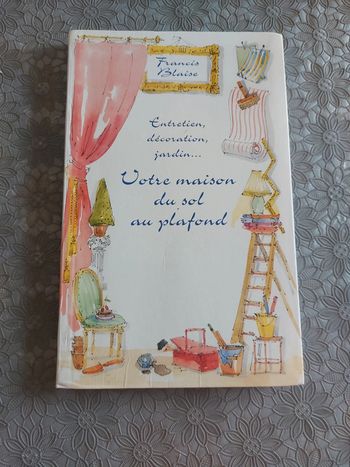 Francis
Blaise
Entretien,
décoration,
jardin...
Votre maison
du sol
au plafond